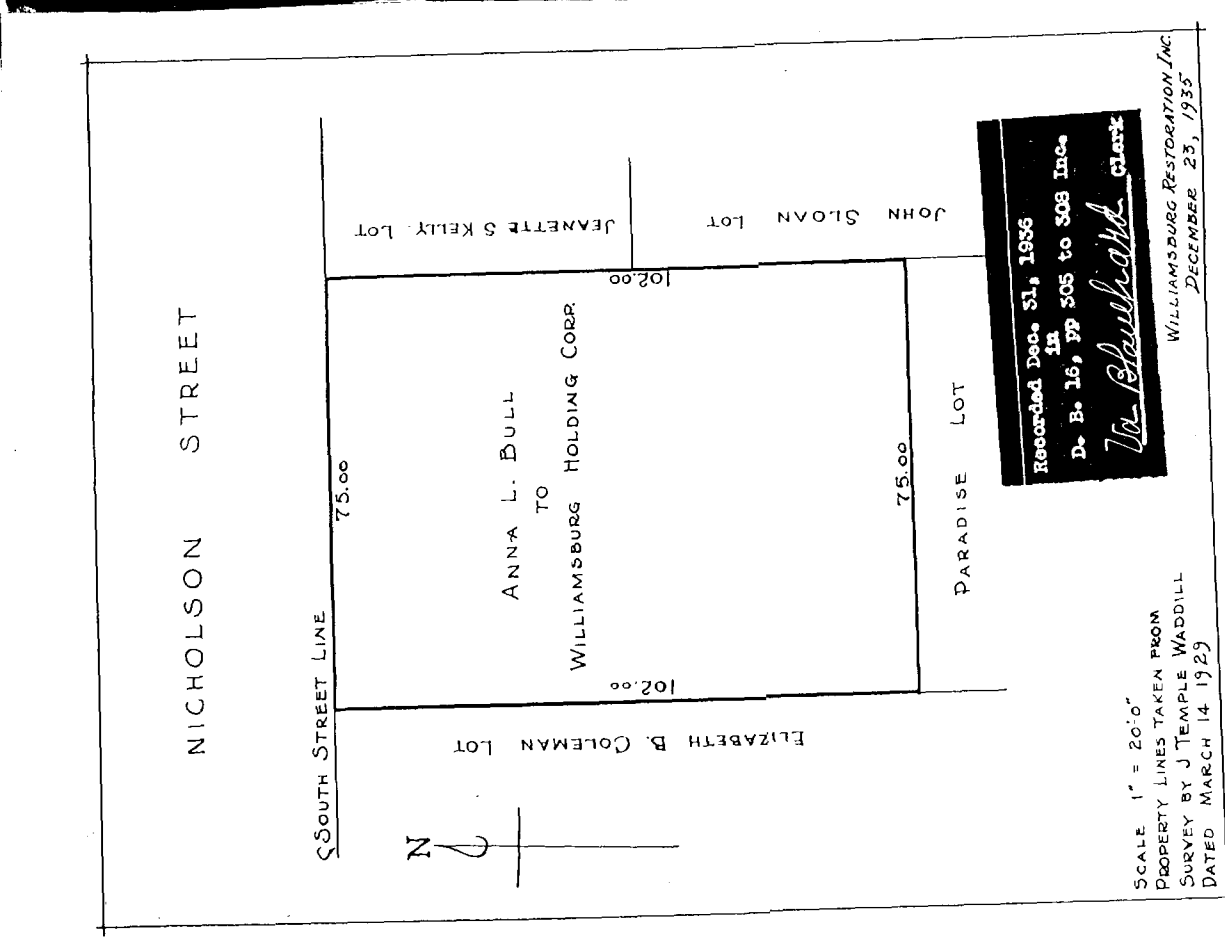 NICHOLSON STREET
SOUTH STREET LINE
75.00
ELIZABETH B. COLEMAN LOT
102.00
ANNA L. BULL
TO
WILLIAMSBURG HOLDING CORP.
102.00
JEANETTE S KELLY LOT
JOHN SLOAN LOT
75.00
PARADISE LOT
N
SCALE 1" = 20'-0"
PROPERTY LINES TAKEN FROM
SURVEY BY J TEMPLE WADDILL
DATED MARCH 14 1929
Recorded Dec. 31, 1936
in
D. B. 16, pp 305 to 308 Inc.
Clerk
WILLIAMSBURG RESTORATION INC.
DECEMBER 23, 1935